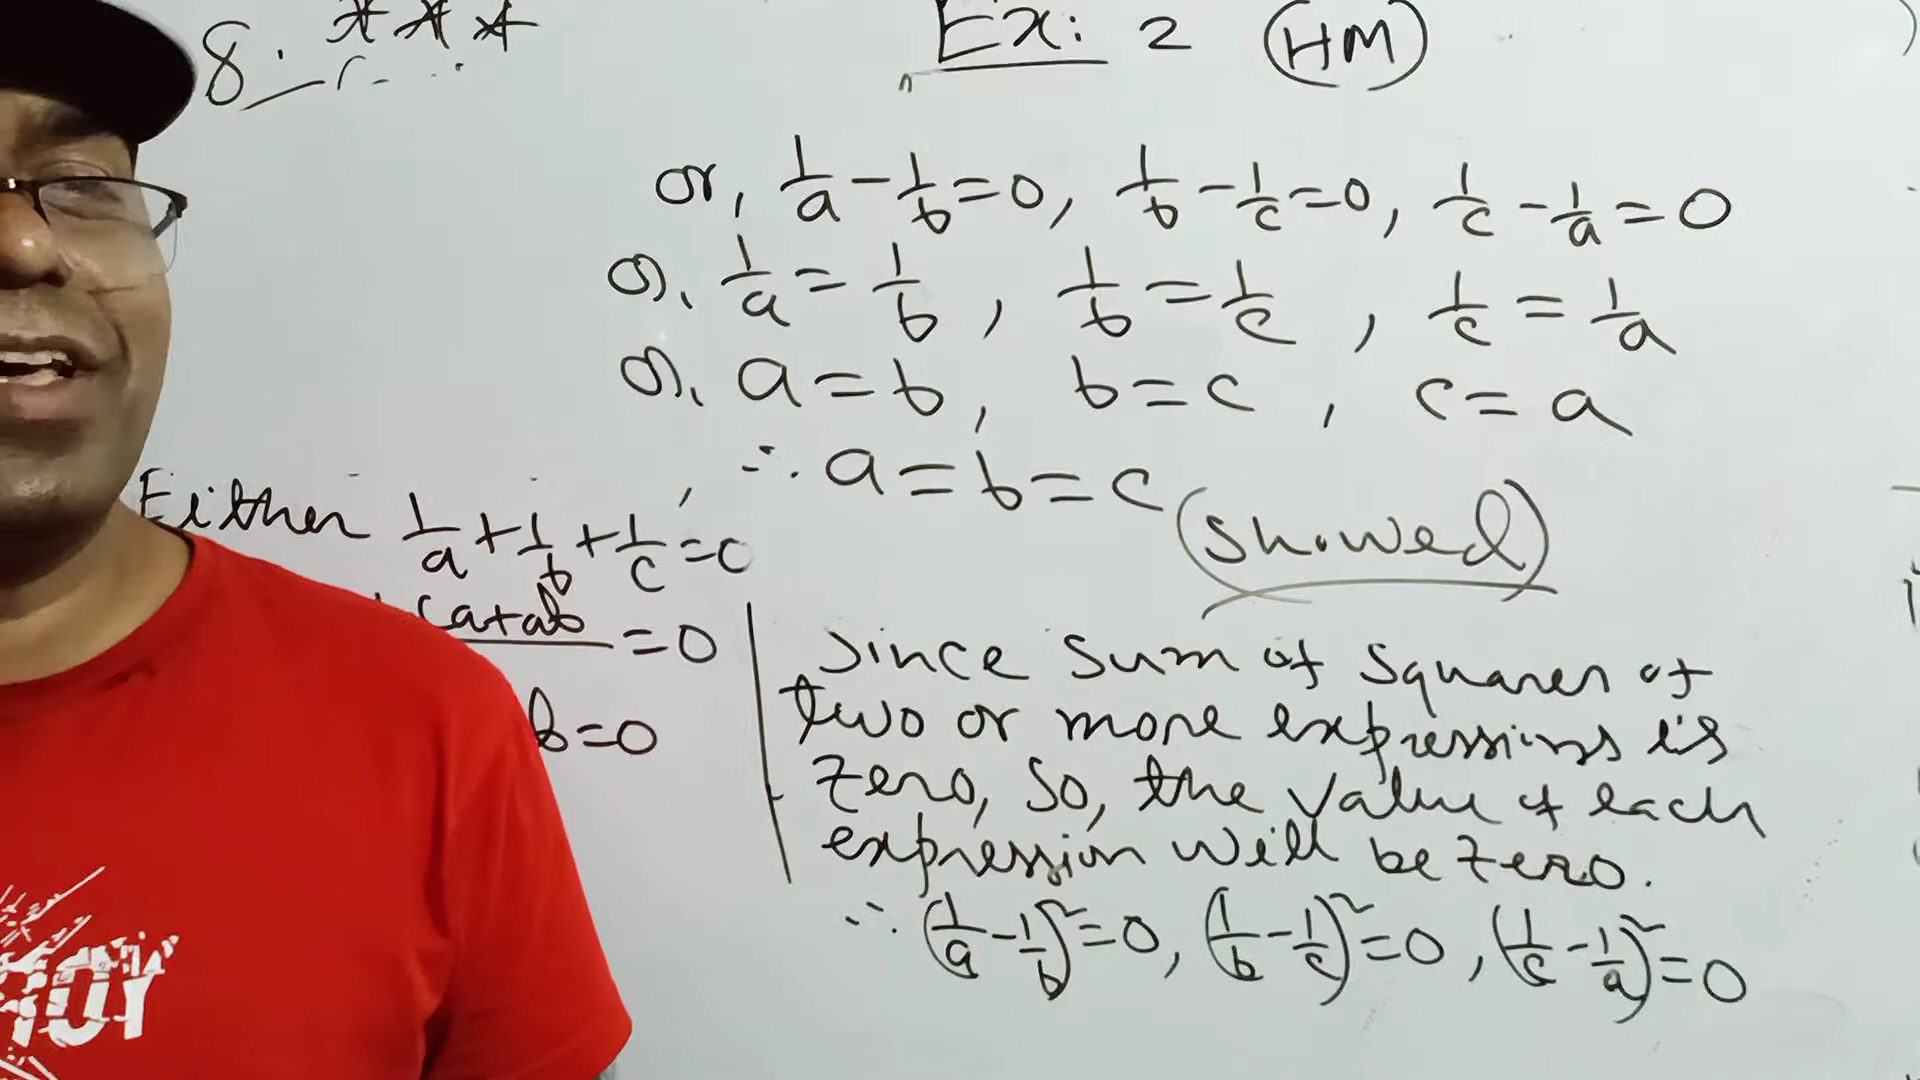 8. ***
Ex: 2 (HM)
or, 1/a - 1/b = 0, 1/b - 1/c = 0, 1/c - 1/a = 0
or, 1/a = 1/b, 1/b = 1/c, 1/c = 1/a
or, a = b, b = c, c = a
∴ a = b = c (Showed)
Either 1/a + 1/b + 1/c = 0
ca+ab = 0
b = 0
Since sum of squares of
two or more expressions is
zero, so, the value of each
expression will be zero.
∴ (1/a - 1/b)² = 0, (1/b - 1/c)² = 0, (1/c - 1/a)² = 0